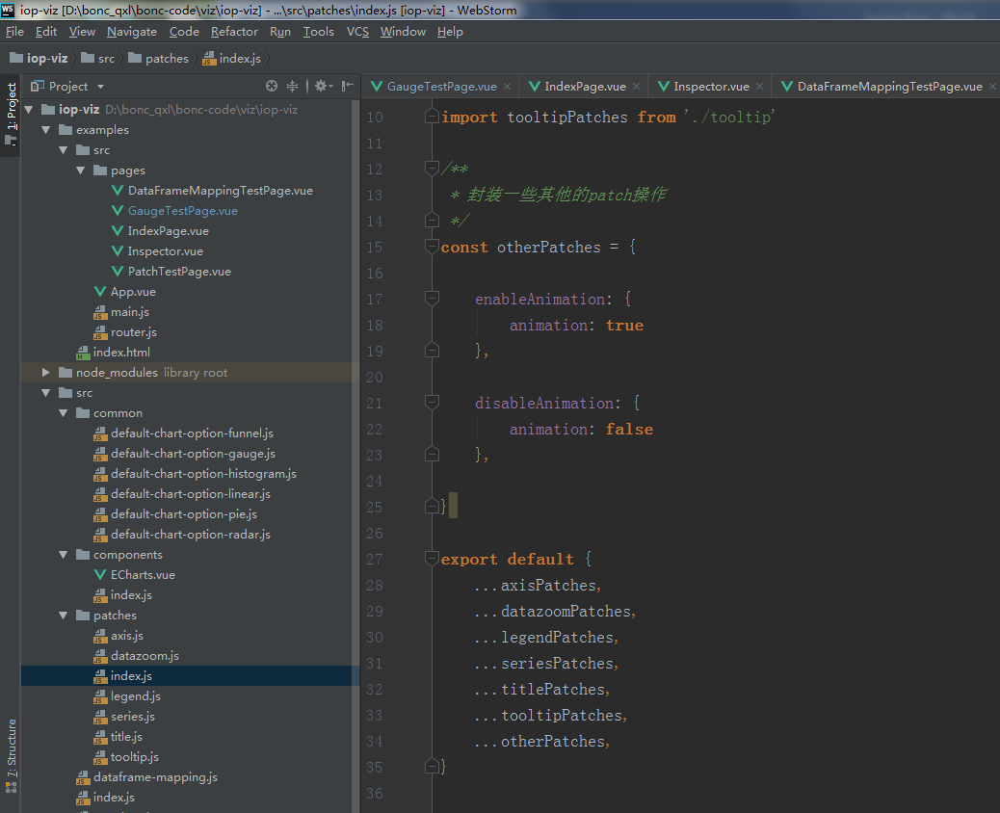 WS iop-viz [D:\bonc_qxl\bonc-code\viz\iop-viz] - ...\src\patches\index.js [iop-viz] - WebStorm
File Edit View Navigate Code Refactor Run Tools VCS Window Help
iop-viz src patches index.js
1: Project
7: Structure
Project
iop-viz D:\bonc_qxl\bonc-code\viz\iop-viz
examples
src
pages
DataFrameMappingTestPage.vue
GaugeTestPage.vue
IndexPage.vue
Inspector.vue
PatchTestPage.vue
App.vue
main.js
router.js
index.html
node_modules library root
src
common
default-chart-option-funnel.js
default-chart-option-gauge.js
default-chart-option-histogram.js
default-chart-option-linear.js
default-chart-option-pie.js
default-chart-option-radar.js
components
ECharts.vue
index.js
patches
axis.js
datazoom.js
index.js
legend.js
series.js
title.js
tooltip.js
dataframe-mapping.js
index.js
GaugeTestPage.vue IndexPage.vue Inspector.vue DataFrameMappingTestPage.vue
10 import tooltipPatches from './tooltip'
11
12 /**
13 * 封装一些其他的patch操作
14 */
15 const otherPatches = {
16
17 enableAnimation: {
18 animation: true
19 },
20
21 disableAnimation: {
22 animation: false
23 },
24
25 }
26
27 export default {
28 ...axisPatches,
29 ...datazoomPatches,
30 ...legendPatches,
31 ...seriesPatches,
32 ...titlePatches,
33 ...tooltipPatches,
34 ...otherPatches,
35 }
36